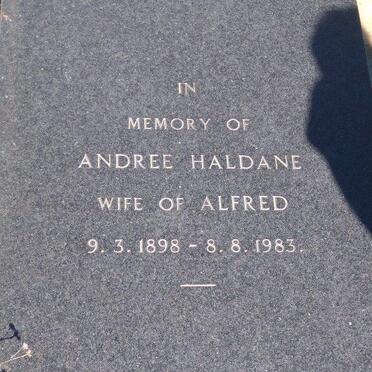 IN
MEMORY OF
ANDREE HALDANE
WIFE OF ALFRED
9. 3. 1898 - 8. 8. 1983.